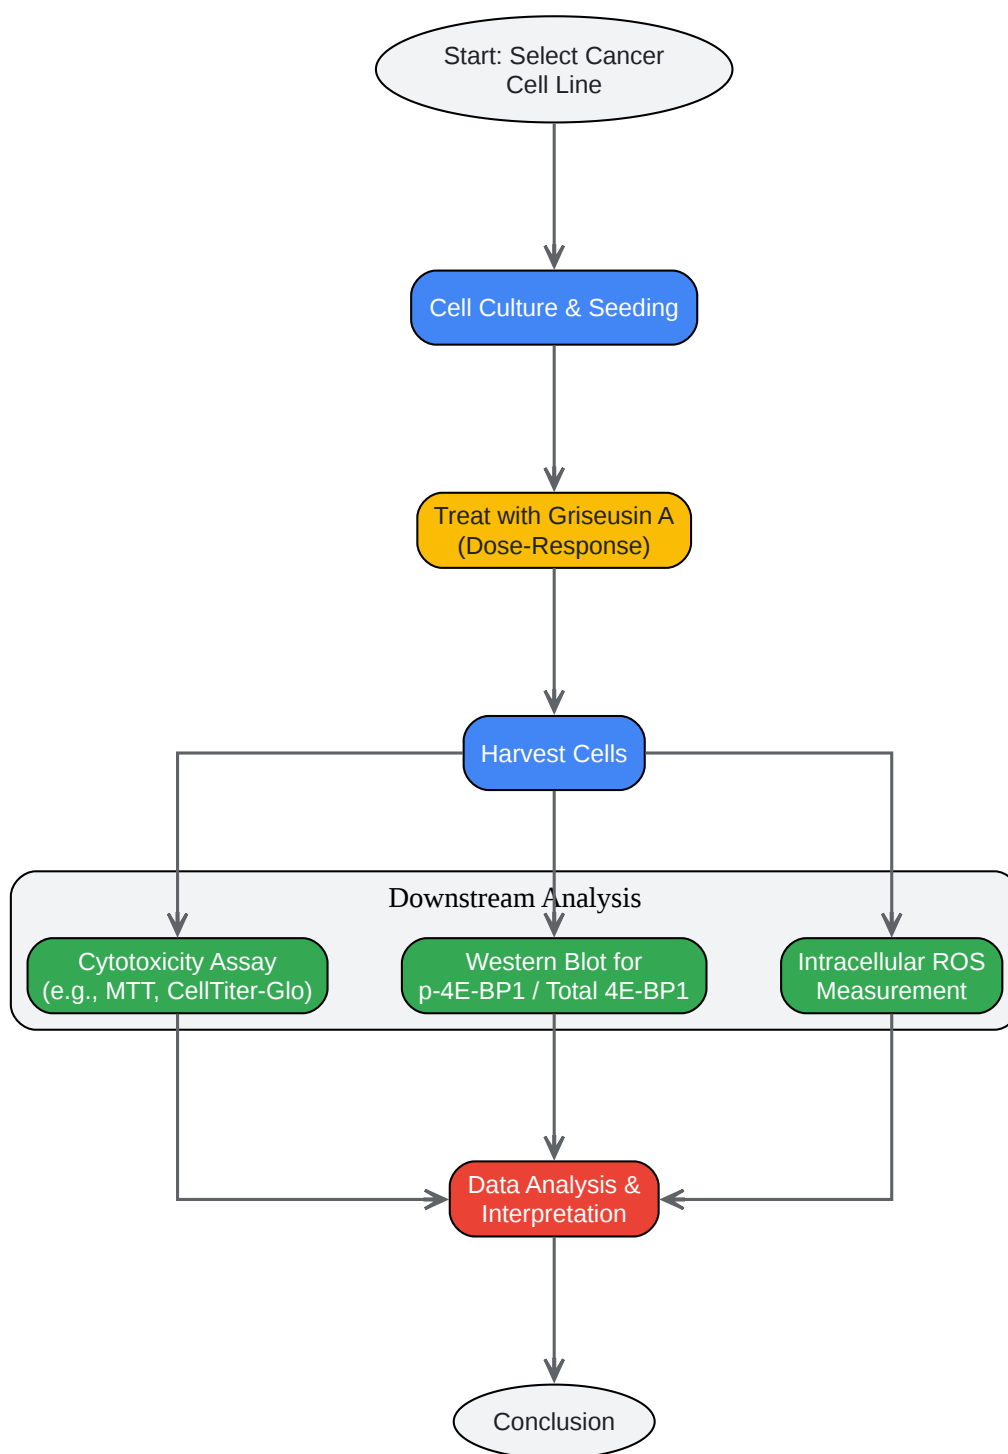 Start: Select Cancer
Cell Line
Cell Culture & Seeding
Treat with Griseusin A
(Dose-Response)
Harvest Cells
Downstream Analysis
Cytotoxicity Assay
(e.g., MTT, CellTiter-Glo)
Western Blot for
p-4E-BP1 / Total 4E-BP1
Intracellular ROS
Measurement
Data Analysis &
Interpretation
Conclusion